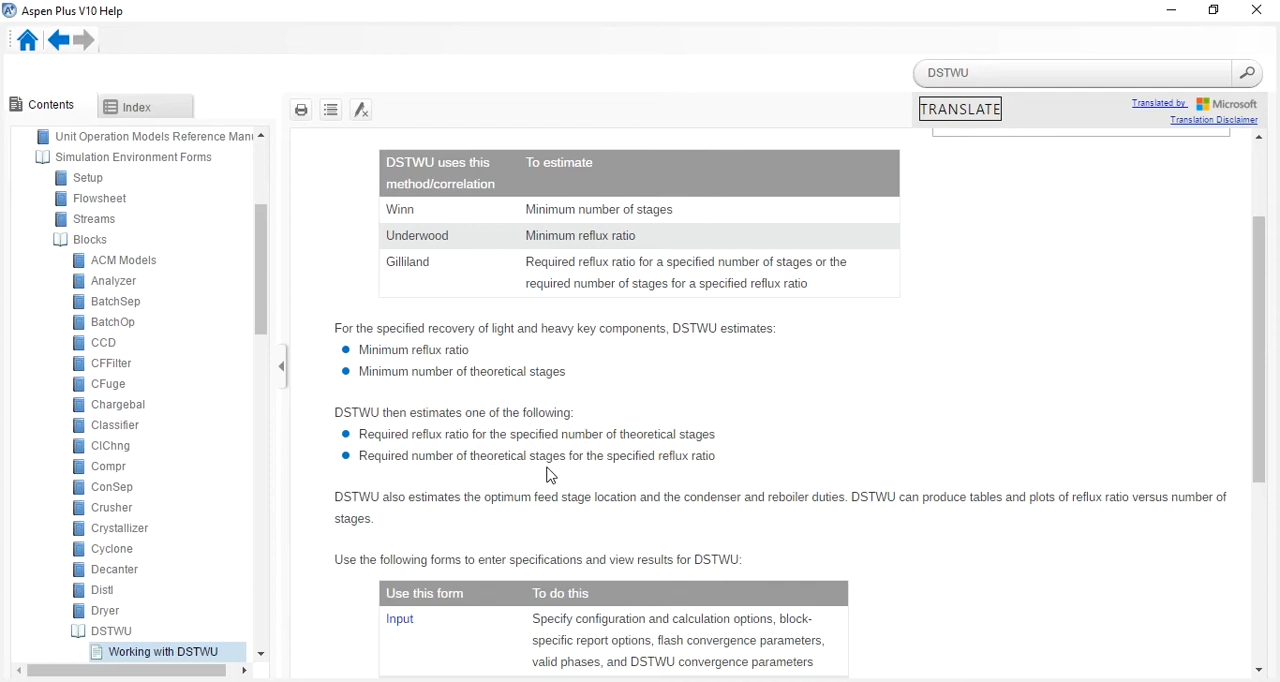 Aspen Plus V10 Help
DSTWU
Contents
Index
TRANSLATE
Translated by
Microsoft
Translation Disclaimer
Unit Operation Models Reference Manu
Simulation Environment Forms
Setup
Flowsheet
Streams
Blocks
ACM Models
Analyzer
BatchSep
BatchOp
CCD
CFFilter
CFuge
Chargebal
Classifier
ClChng
Compr
ConSep
Crusher
Crystallizer
Cyclone
Decanter
Distl
Dryer
DSTWU
Working with DSTWU
DSTWU uses this To estimate
method/correlation
Winn Minimum number of stages
Underwood Minimum reflux ratio
Gilliland Required reflux ratio for a specified number of stages or the
required number of stages for a specified reflux ratio
For the specified recovery of light and heavy key components, DSTWU estimates:
Minimum reflux ratio
Minimum number of theoretical stages
DSTWU then estimates one of the following:
Required reflux ratio for the specified number of theoretical stages
Required number of theoretical stages for the specified reflux ratio
DSTWU also estimates the optimum feed stage location and the condenser and reboiler duties. DSTWU can produce tables and plots of reflux ratio versus number of
stages.
Use the following forms to enter specifications and view results for DSTWU:
Use this form To do this
Input Specify configuration and calculation options, block-
specific report options, flash convergence parameters,
valid phases, and DSTWU convergence parameters